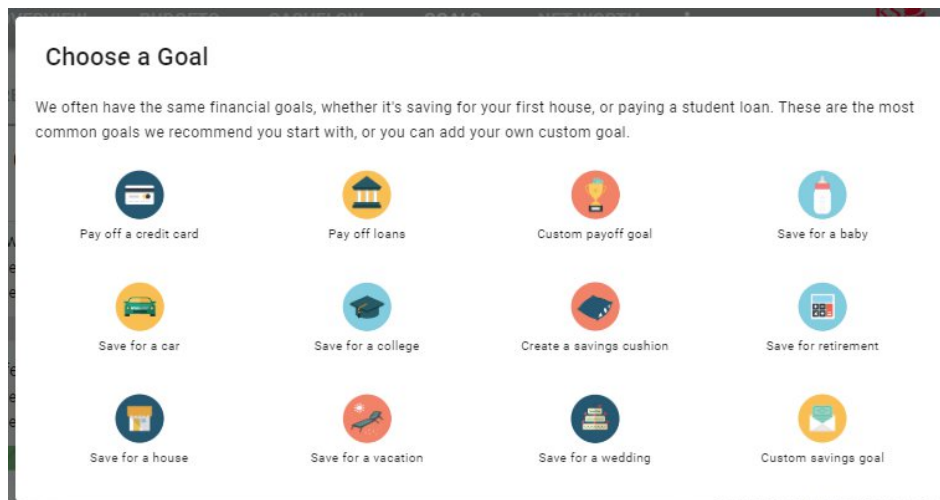 Choose a Goal
We often have the same financial goals, whether it's saving for your first house, or paying a student loan. These are the most
common goals we recommend you start with, or you can add your own custom goal.
Pay off a credit card
Pay off loans
Custom payoff goal
Save for a baby
Save for a car
Save for a college
Create a savings cushion
Save for retirement
Save for a house
Save for a vacation
Save for a wedding
Custom savings goal